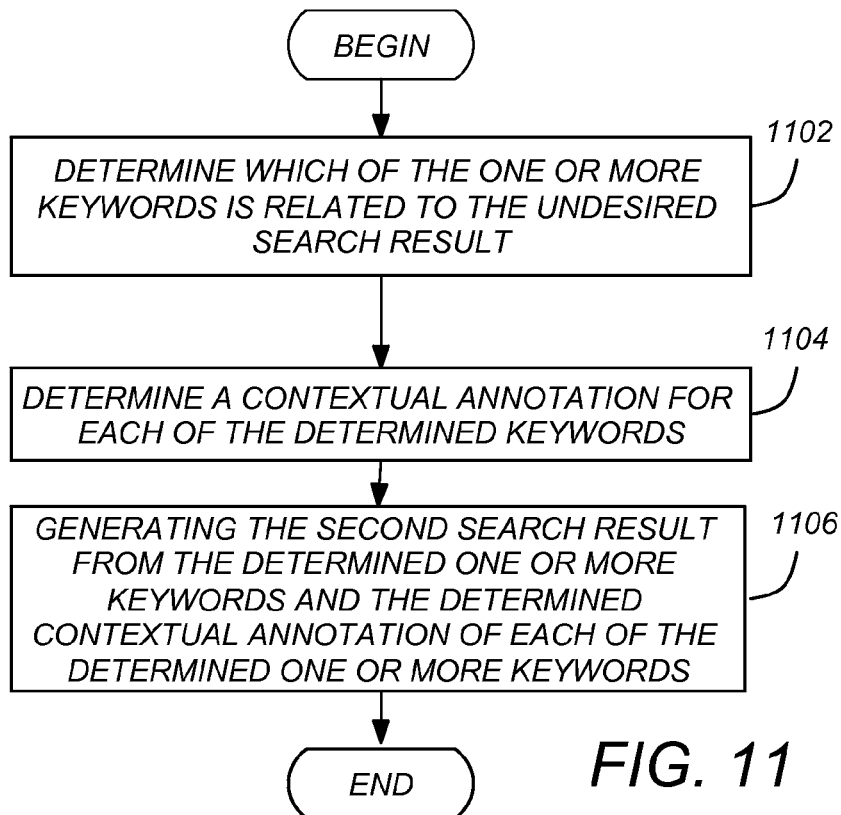 BEGIN
1102
DETERMINE WHICH OF THE ONE OR MORE
KEYWORDS IS RELATED TO THE UNDESIRED
SEARCH RESULT
1104
DETERMINE A CONTEXTUAL ANNOTATION FOR
EACH OF THE DETERMINED KEYWORDS
1106
GENERATING THE SECOND SEARCH RESULT
FROM THE DETERMINED ONE OR MORE
KEYWORDS AND THE DETERMINED
CONTEXTUAL ANNOTATION OF EACH OF THE
DETERMINED ONE OR MORE KEYWORDS
END
FIG. 11